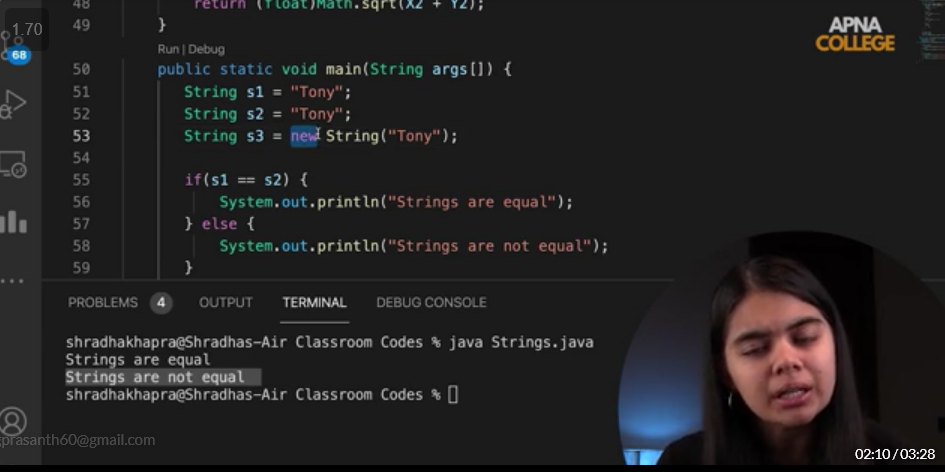 48 return (float)Math.sqrt(X2 + Y2);
1.70
49 }
APNA
COLLEGE
68
Run | Debug
50 public static void main(String args[]) {
51 String s1 = "Tony";
52 String s2 = "Tony";
53 String s3 = new String("Tony");
54
55 if(s1 == s2) {
56 System.out.println("Strings are equal");
57 } else {
58 System.out.println("Strings are not equal");
59 }
PROBLEMS 4 OUTPUT TERMINAL DEBUG CONSOLE
shradhakhapra@Shradhas-Air Classroom Codes % java Strings.java
Strings are equal
Strings are not equal
shradhakhapra@Shradhas-Air Classroom Codes %
gprasanth60@gmail.com
02:10 / 03:28